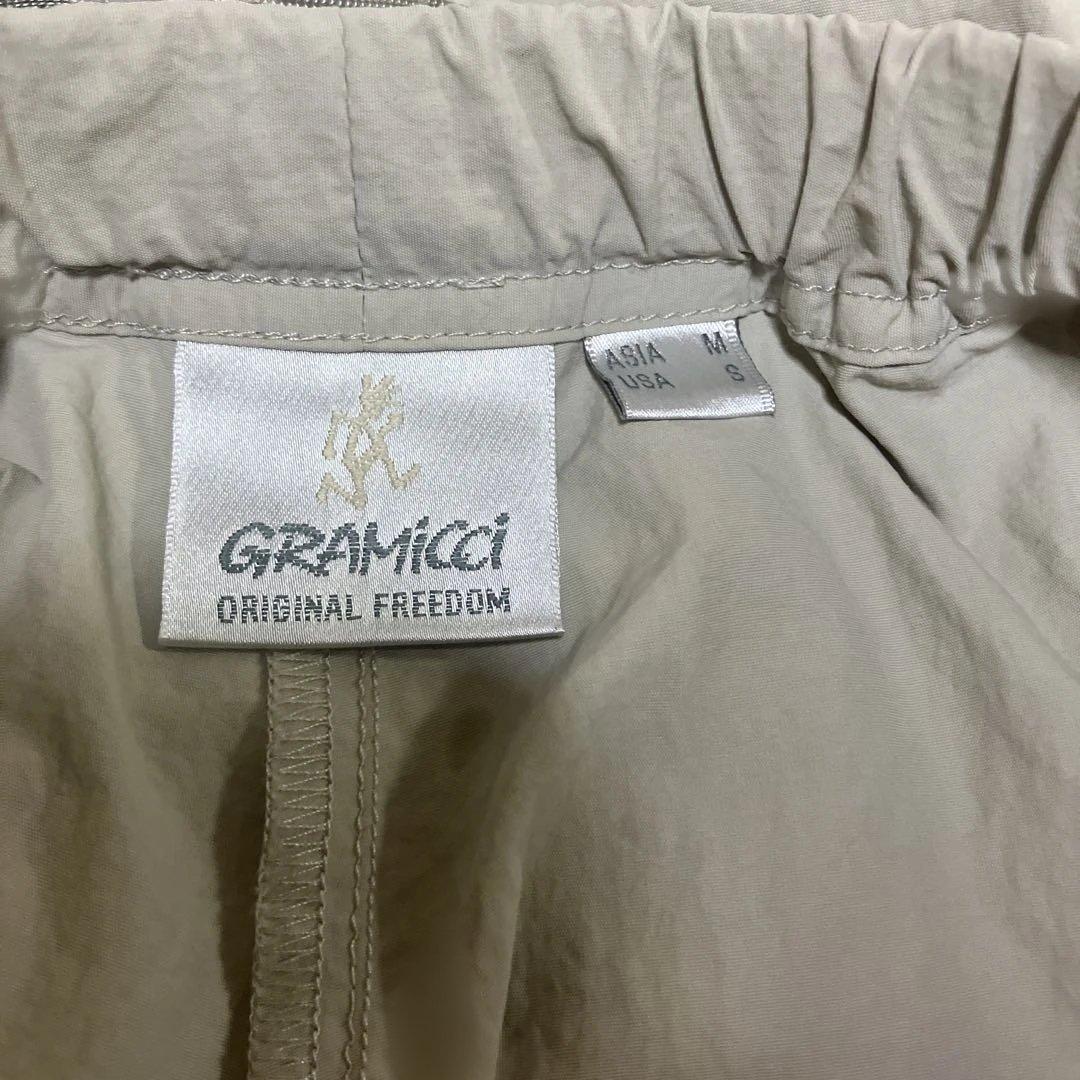 GRAMiCCi
ORIGINAL FREEDOM
ASIA M
USA S